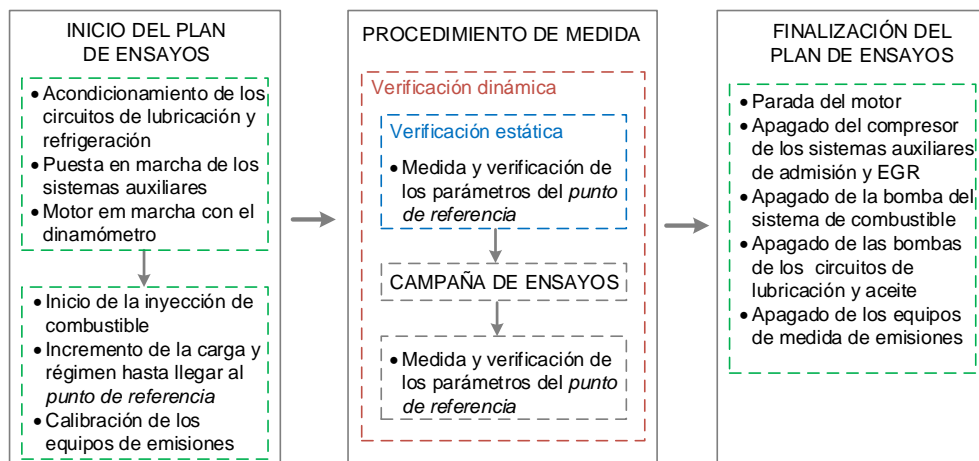 INICIO DEL PLAN
DE ENSAYOS
• Acondicionamiento de los
circuitos de lubricación y
refrigeración
• Puesta en marcha de los
sistemas auxiliares
• Motor em marcha con el
dinamómetro
• Inicio de la inyección de
combustible
• Incremento de la carga y
régimen hasta llegar al
punto de referencia
• Calibración de los
equipos de emisiones
PROCEDIMIENTO DE MEDIDA
Verificación dinámica
Verificación estática
• Medida y verificación de
los parámetros del punto
de referencia
CAMPAÑA DE ENSAYOS
• Medida y verificación de
los parámetros del punto
de referencia
FINALIZACIÓN DEL
PLAN DE ENSAYOS
• Parada del motor
• Apagado del compresor
de los sistemas auxiliares
de admisión y EGR
• Apagado de la bomba del
sistema de combustible
• Apagado de las bombas
de los circuitos de
lubricación y aceite
• Apagado de los equipos
de medida de emisiones